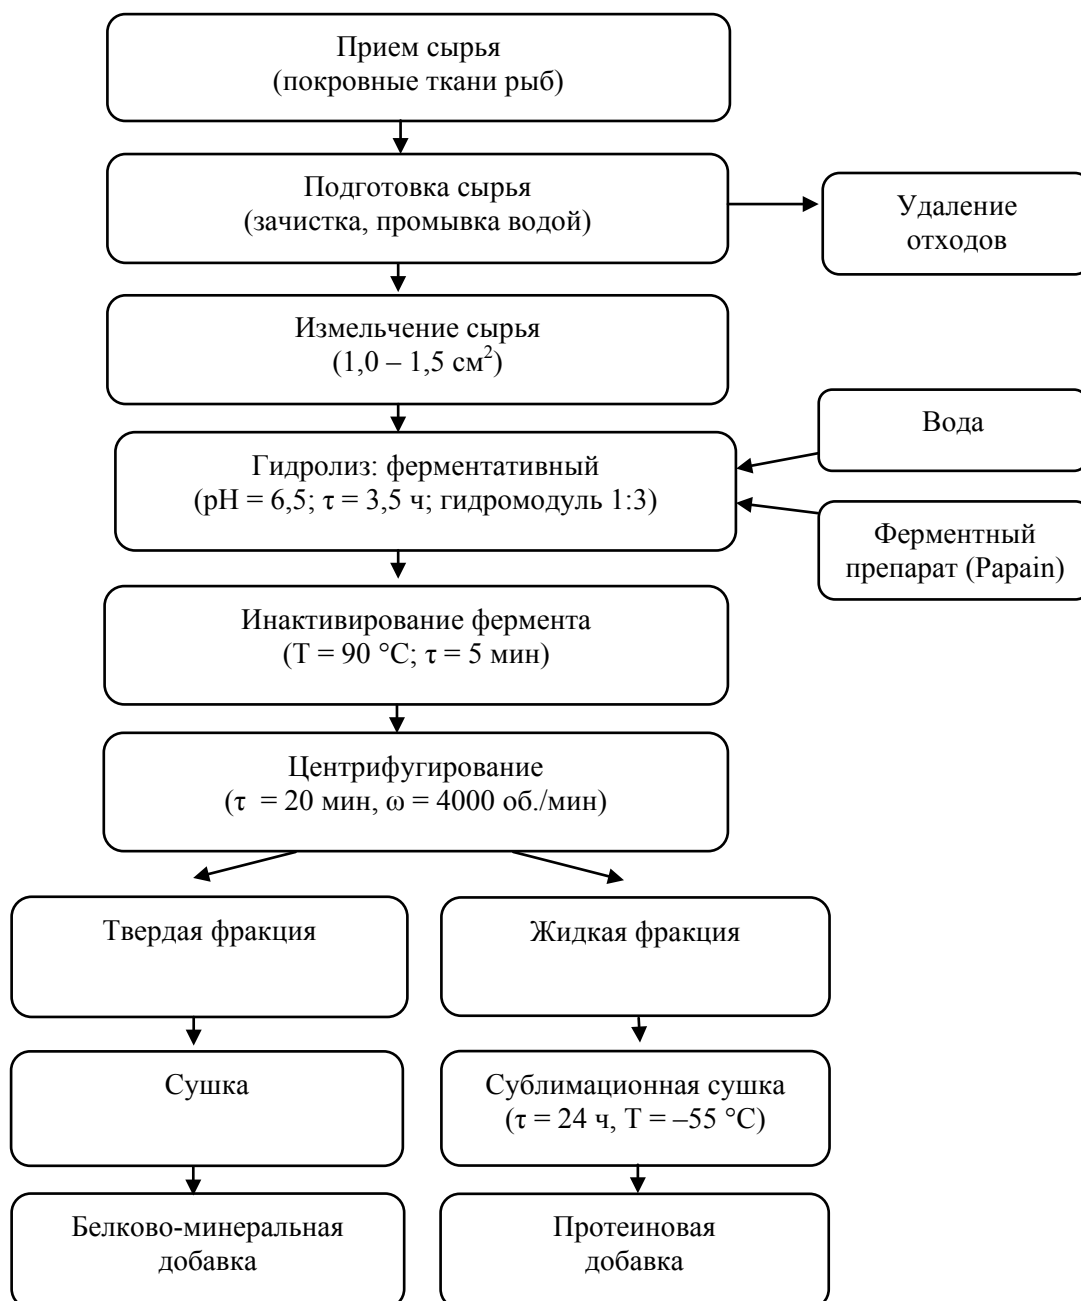 Прием сырья
(покровные ткани рыб)
Подготовка сырья
(зачистка, промывка водой)
Удаление
отходов
Измельчение сырья
(1,0 – 1,5 см²)
Вода
Гидролиз: ферментативный
(pH = 6,5; τ = 3,5 ч; гидромодуль 1:3)
Ферментный
препарат (Papain)
Инактивирование фермента
(T = 90 °C; τ = 5 мин)
Центрифугирование
(τ = 20 мин, ω = 4000 об./мин)
Твердая фракция
Жидкая фракция
Сушка
Сублимационная сушка
(τ = 24 ч, T = –55 °C)
Белково-минеральная
добавка
Протеиновая
добавка